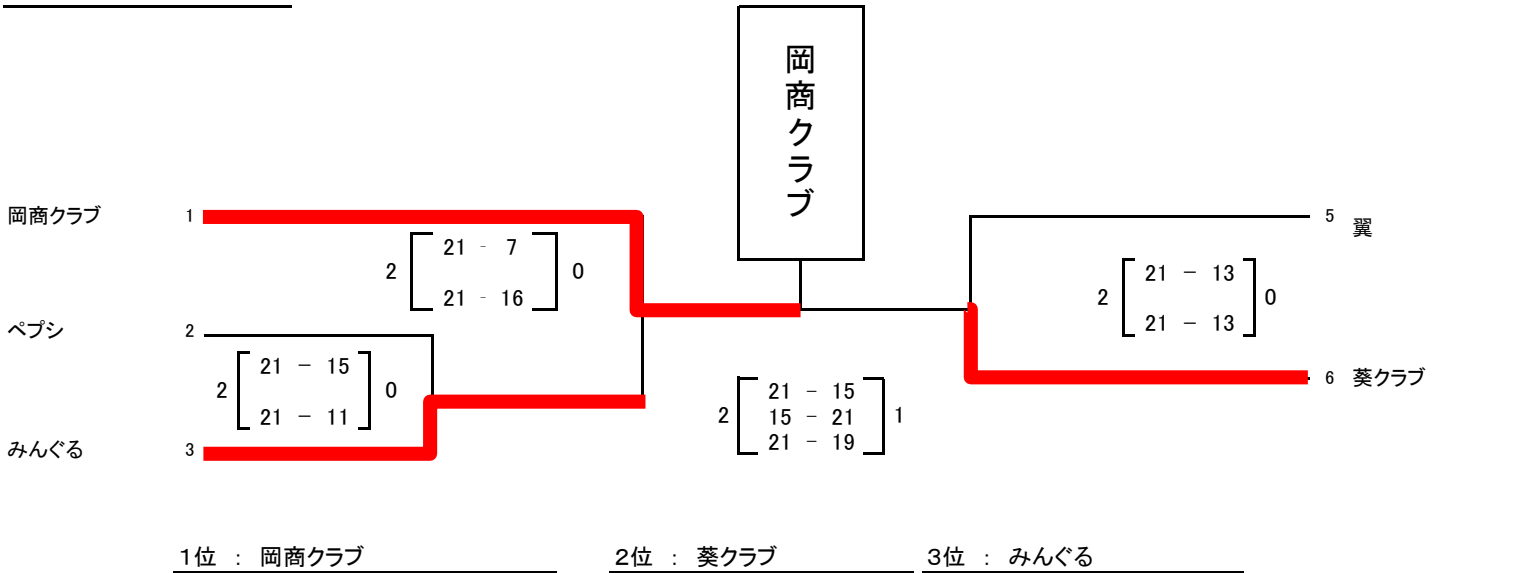 岡商クラブ
岡商クラブ 1
5 翼
21 - 7
2 0
21 - 16
21 － 13
2 0
21 － 13
ペプシ 2
21 － 15
2 0
21 － 11
6 葵クラブ
21 － 15
2 15 － 21 1
21 － 19
みんぐる 3
1位 ： 岡商クラブ 2位 ： 葵クラブ 3位 ： みんぐる